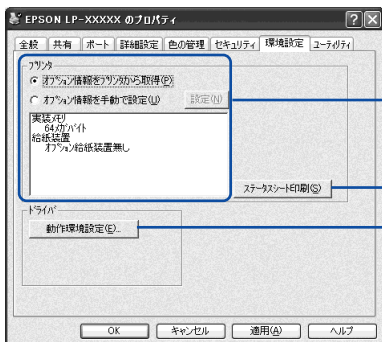 EPSON LP-XXXXX のプロパティ
全般 共有 ポート 詳細設定 色の管理 セキュリティ 環境設定 ユーティリティ
プリンタ
オプション情報をプリンタから取得(P)
オプション情報を手動で設定(U) 設定(N)
実装メモリ
64メガバイト
給紙装置
オプション給紙装置無し
ステータスシート印刷(S)
ドライバ
動作環境設定(E)...
OK キャンセル 適用(A) ヘルプ